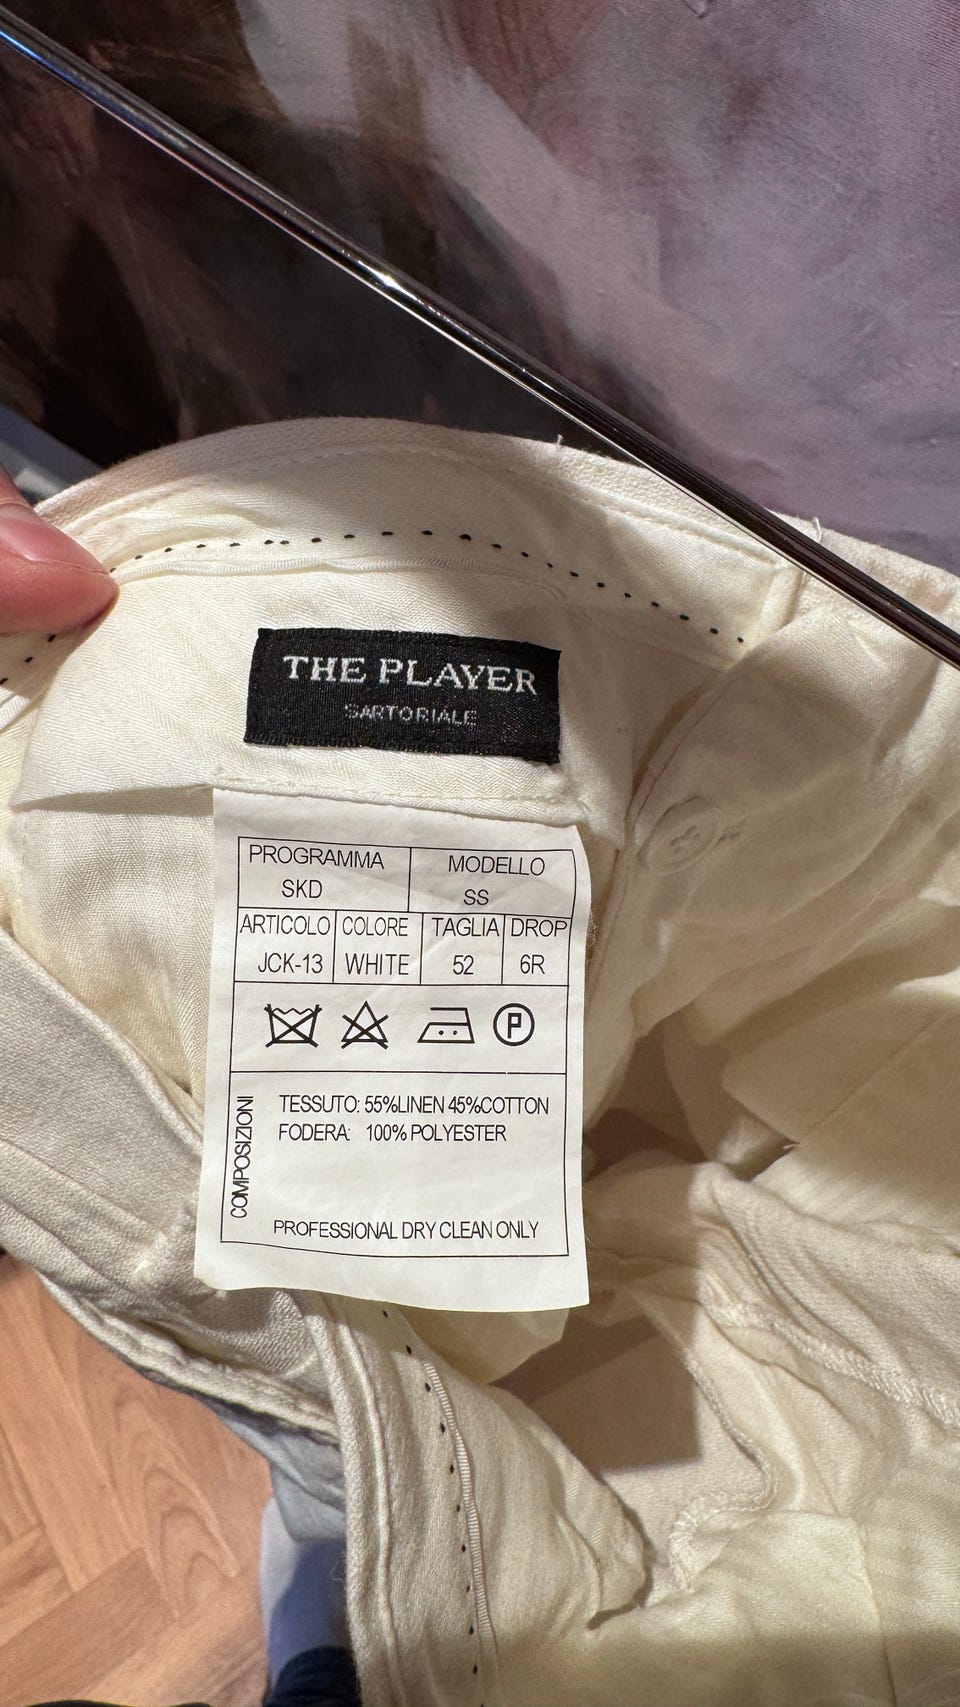 THE PLAYER
SARTORIALE
PROGRAMMA MODELLO
SKD SS
ARTICOLO COLORE TAGLIA DROP
JCK-13 WHITE 52 6R
P
COMPOSIZIONI
TESSUTO: 55%LINEN 45%COTTON
FODERA: 100% POLYESTER
PROFESSIONAL DRY CLEAN ONLY